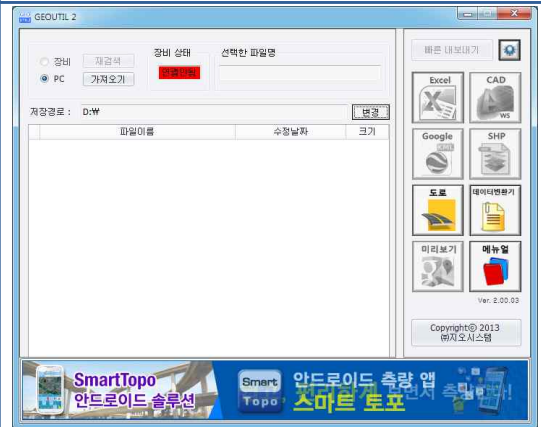 GEOUTIL 2
장비
재검색
PC
가져오기
장비 상태
연결안됨
선택한 파일명
저장경로 : D:₩
변경
파일이름 수정날짜 크기
빠른 내보내기
Excel
CAD
WS
Google
KML
SHP
도로
데이터변환기
미리보기
메뉴얼
Ver. 2.00.03
Copyright© 2013
㈜지오시스템
SmartTopo
안드로이드 솔루션
Smart
Topo
안드로이드 측량 앱
스마트 토포